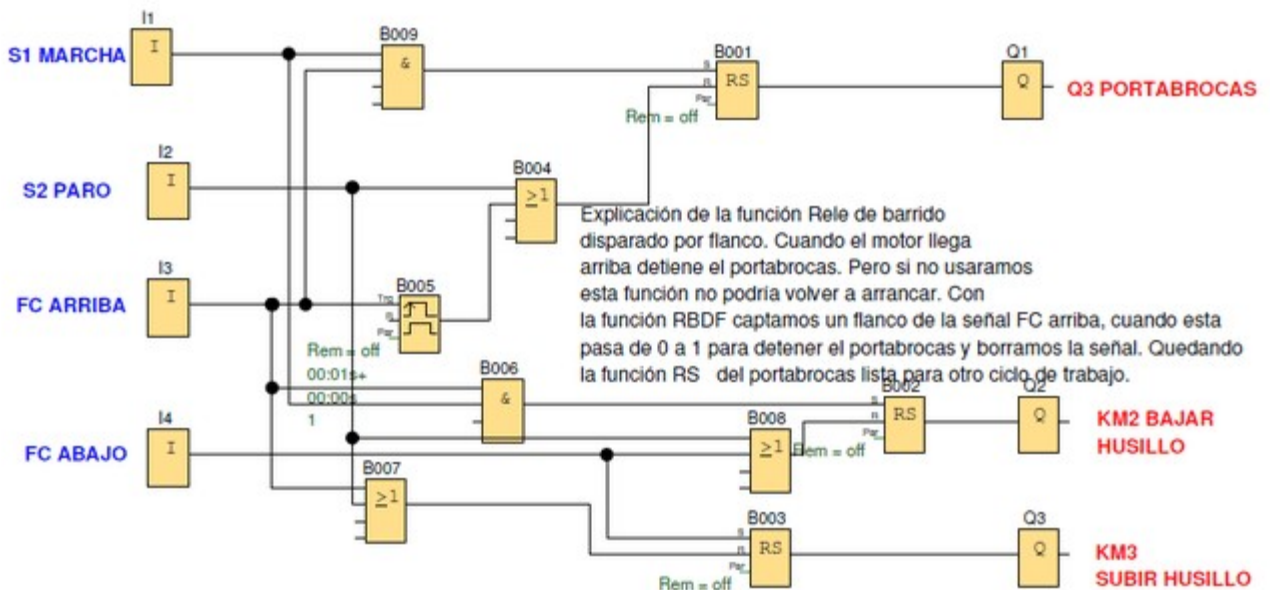 I1
S1 MARCHA
I
B009
&
B001
S
R
Par
RS
Rem = off
Q1
Q
Q3 PORTABROCAS
I2
S2 PARO
I
B004
≥1
Explicación de la función Rele de barrido
disparado por flanco. Cuando el motor llega
arriba detiene el portabrocas. Pero si no usaramos
esta función no podría volver a arrancar. Con
la función RBDF captamos un flanco de la señal FC arriba, cuando esta
pasa de 0 a 1 para detener el portabrocas y borramos la señal. Quedando
la función RS del portabrocas lista para otro ciclo de trabajo.
I3
FC ARRIBA
I
B005
Trg
R
Par
Rem = off
00:01s+
00:00s
1
B006
&
B002
S
R
Par
RS
Rem = off
Q2
Q
KM2 BAJAR
HUSILLO
I4
FC ABAJO
I
B008
≥1
B007
≥1
B003
S
R
Par
RS
Rem = off
Q3
Q
KM3
SUBIR HUSILLO